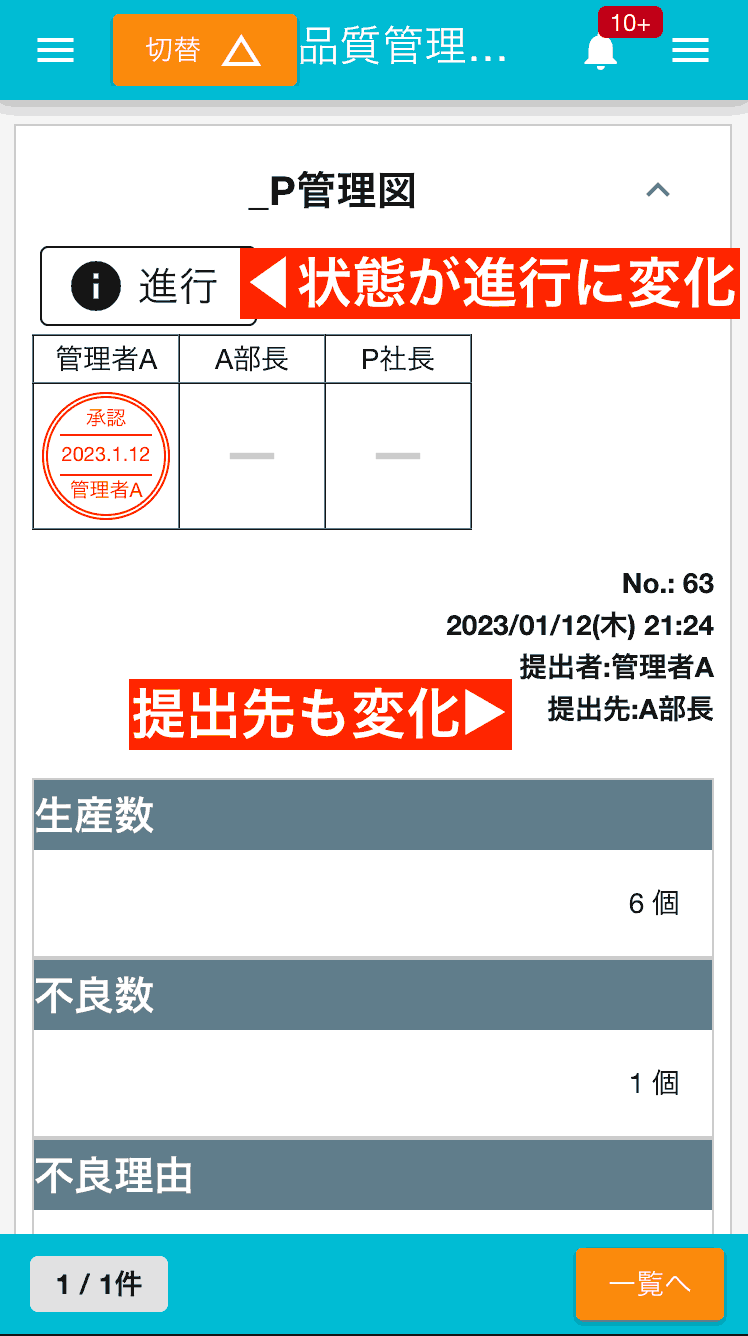 切替 △ 品質管理...
10+
_P管理図
進行
◀状態が進行に変化
管理者A A部長 P社長
承認
2023.1.12
管理者A
No.: 63
2023/01/12(木) 21:24
提出者:管理者A
提出先も変化▶
提出先:A部長
生産数
6 個
不良数
1 個
不良理由
1 / 1件
一覧へ